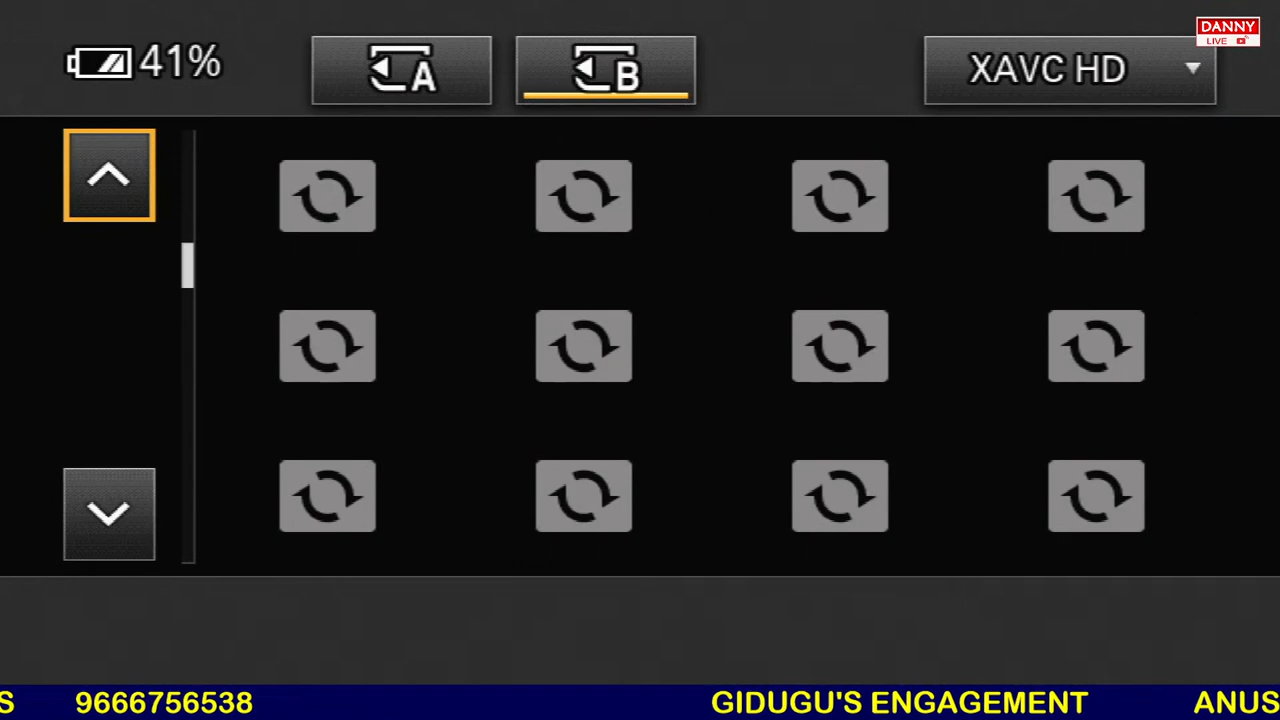 41%
A
B
XAVC HD
DANNY
LIVE
S 9666756538 GIDUGU'S ENGAGEMENT ANUS